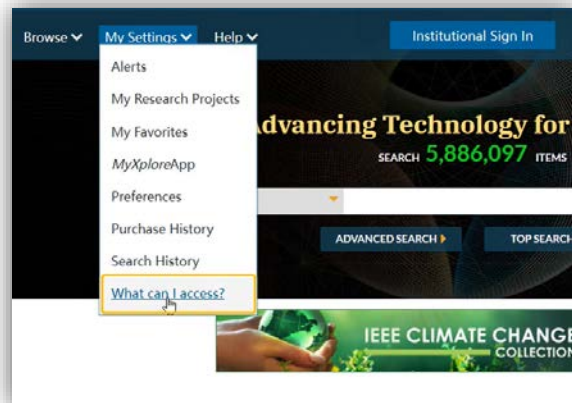 Browse My Settings Help Institutional Sign In
Alerts
My Research Projects
My Favorites
MyXploreApp
Preferences
Purchase History
Search History
What can I access?
Advancing Technology for
SEARCH 5,886,097 ITEMS
ADVANCED SEARCH TOP SEARCH
IEEE CLIMATE CHANGE
COLLECTION